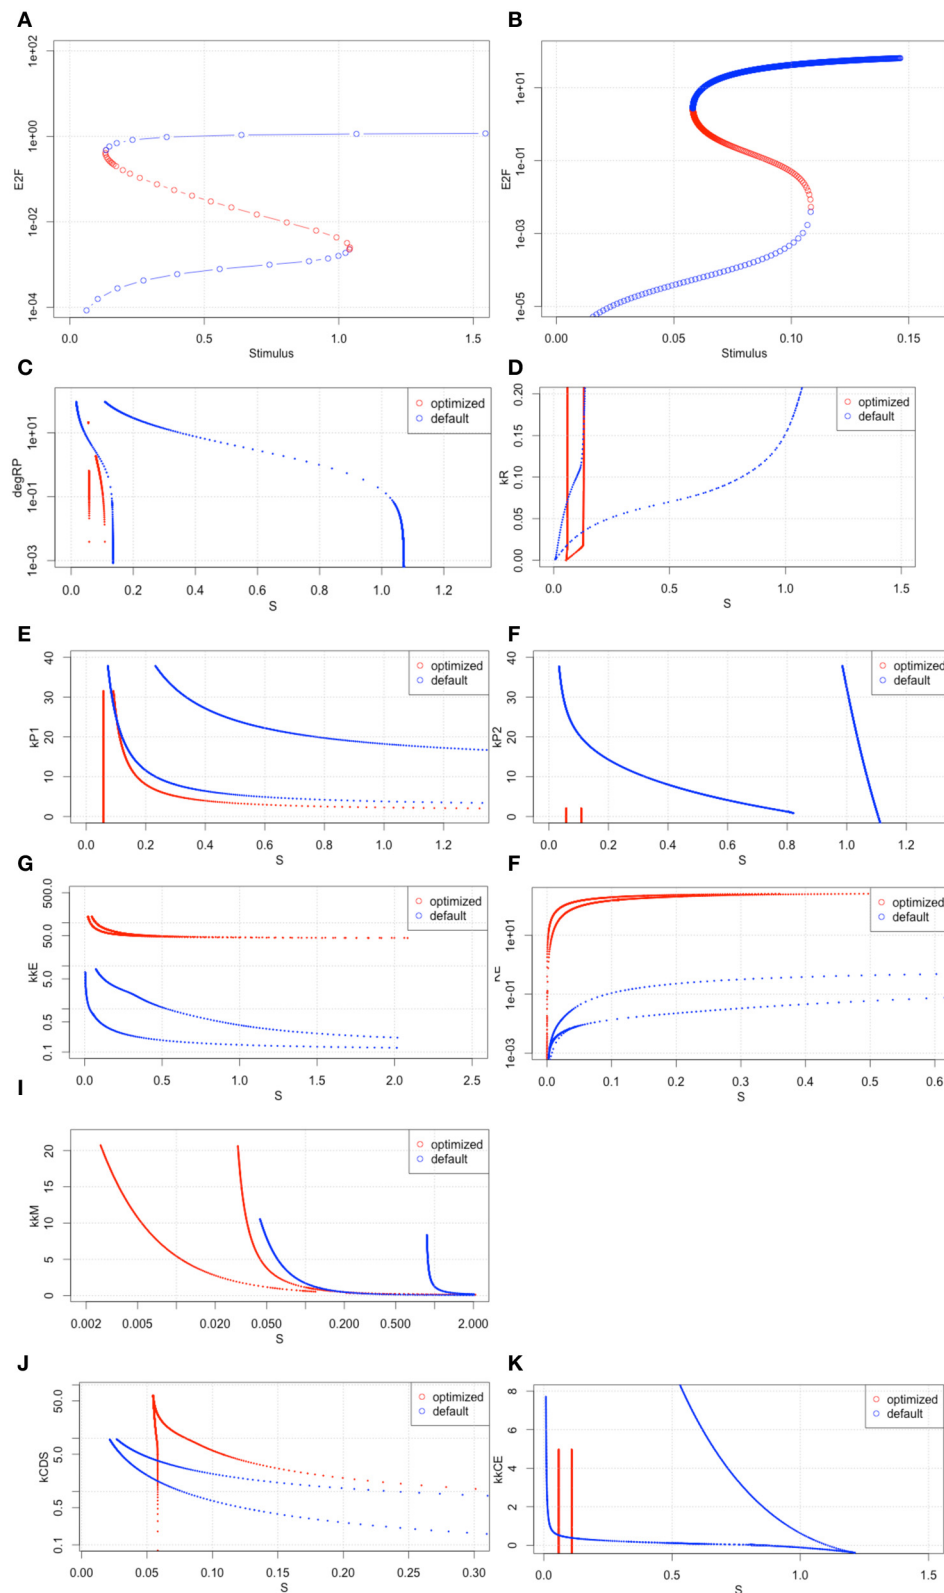 A
B
1e+02
1e+00
1e-02
1e-04
E2F
0.0 0.5 1.0 1.5
Stimulus
1e+01
1e-01
1e-03
1e-05
E2F
0.00 0.05 0.10 0.15
Stimulus
C
D
optimized
default
1e+01
1e-01
1e-03
degRP
0.0 0.2 0.4 0.6 0.8 1.0 1.2
S
optimized
default
0.20
0.15
0.10
0.05
0.00
kR
0.0 0.5 1.0 1.5
S
E
F
optimized
default
40
30
20
10
0
kP1
0.0 0.2 0.4 0.6 0.8 1.0 1.2
S
optimized
default
40
30
20
10
0
kP2
0.0 0.2 0.4 0.6 0.8 1.0 1.2
S
G
F
optimized
default
500.0
50.0
5.0
0.5
0.1
kkE
0.0 0.5 1.0 1.5 2.0 2.5
S
optimized
default
1e+01
1e-01
1e-03
0.0 0.1 0.2 0.3 0.4 0.5 0.6
S
I
optimized
default
20
15
10
5
0
kkM
0.002 0.005 0.020 0.050 0.200 0.500 2.000
S
J
K
optimized
default
50.0
5.0
0.5
0.1
kCDS
0.00 0.05 0.10 0.15 0.20 0.25 0.30
S
optimized
default
8
6
4
2
0
kkCE
0.0 0.5 1.0 1.5
S